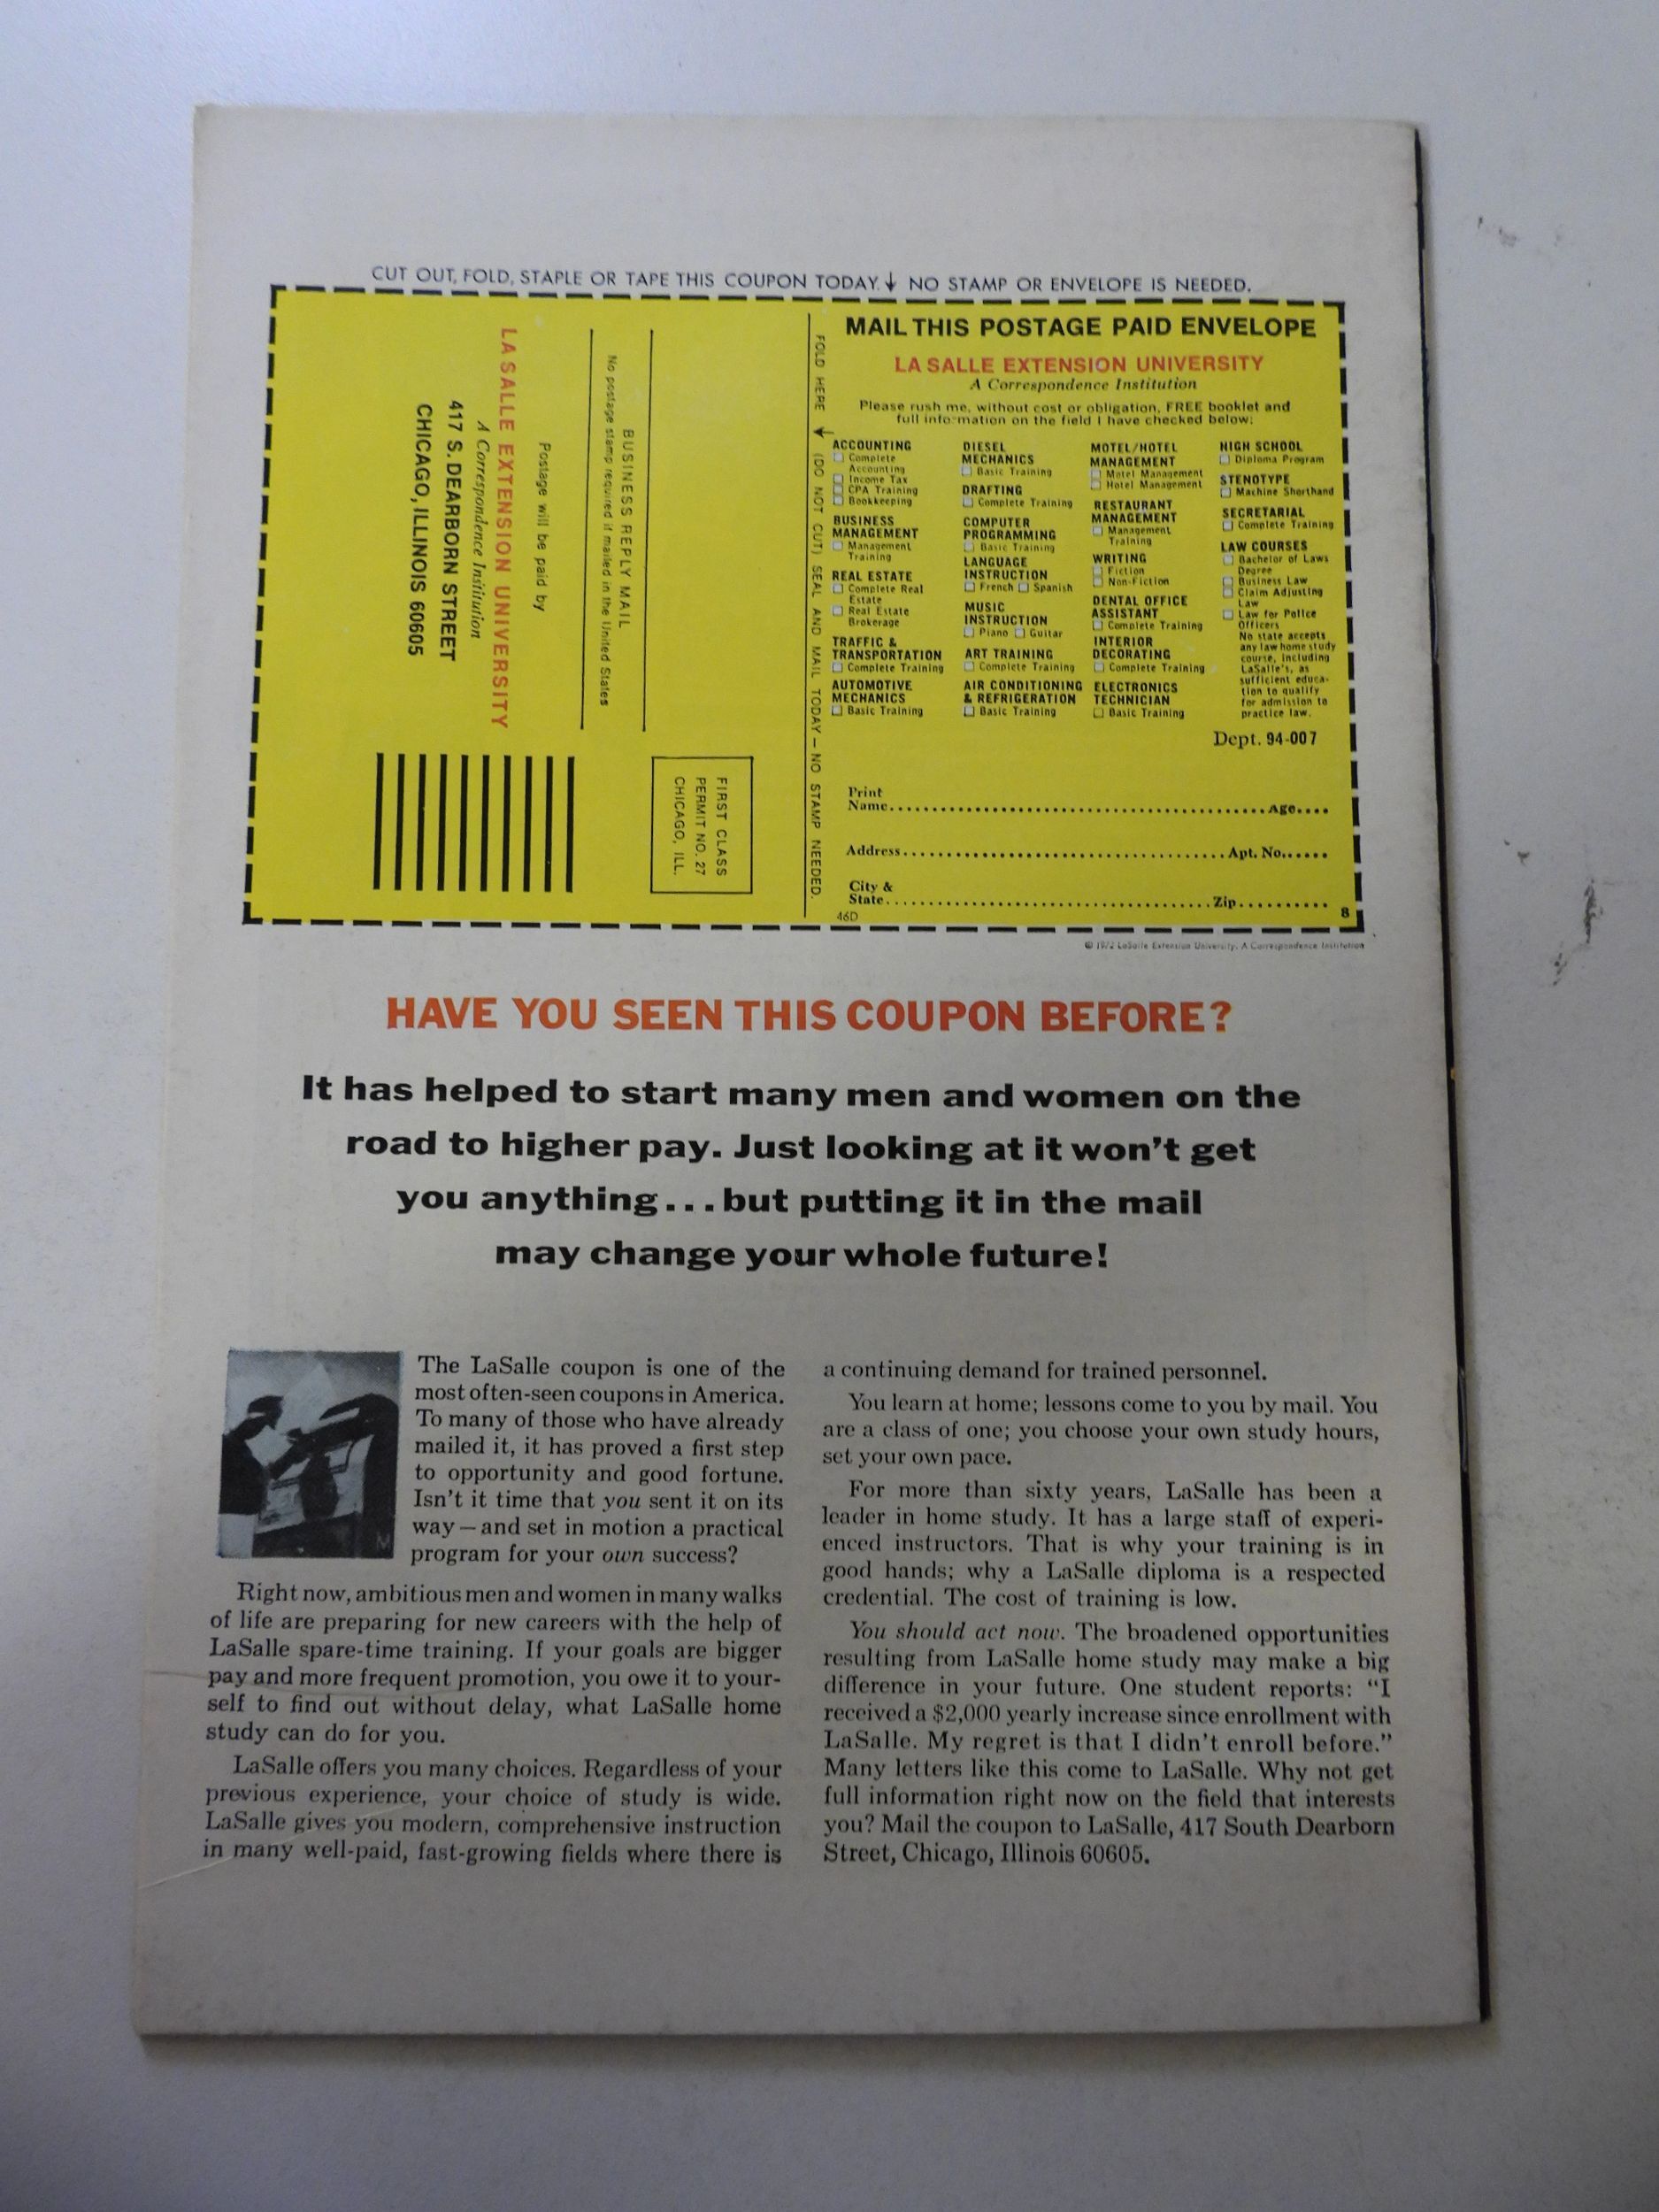 CUT OUT, FOLD, STAPLE OR TAPE THIS COUPON TODAY. ↓ NO STAMP OR ENVELOPE IS NEEDED.
LA SALLE EXTENSION UNIVERSITY
A Correspondence Institution
417 S. DEARBORN STREET
CHICAGO, ILLINOIS 60605
Postage will be paid by
BUSINESS REPLY MAIL
No postage stamp required if mailed in the United States
FIRST CLASS
PERMIT NO. 27
CHICAGO, ILL.
FOLD HERE (DO NOT CUT) SEAL AND MAIL TODAY — NO STAMP NEEDED.
MAIL THIS POSTAGE PAID ENVELOPE
LA SALLE EXTENSION UNIVERSITY
A Correspondence Institution
Please rush me, without cost or obligation, FREE booklet and
full information on the field I have checked below:
ACCOUNTING
Complete
Accounting
Income Tax
CPA Training
Bookkeeping
BUSINESS
MANAGEMENT
Management
Training
REAL ESTATE
Complete Real
Estate
Real Estate
Brokerage
TRAFFIC &
TRANSPORTATION
Complete Training
AUTOMOTIVE
MECHANICS
Basic Training
DIESEL
MECHANICS
Basic Training
DRAFTING
Complete Training
COMPUTER
PROGRAMMING
Basic Training
LANGUAGE
INSTRUCTION
French Spanish
MUSIC
INSTRUCTION
Piano Guitar
ART TRAINING
Complete Training
AIR CONDITIONING
& REFRIGERATION
Basic Training
MOTEL/HOTEL
MANAGEMENT
Motel Management
Hotel Management
RESTAURANT
MANAGEMENT
Management
Training
WRITING
Fiction
Non-Fiction
DENTAL OFFICE
ASSISTANT
Complete Training
INTERIOR
DECORATING
Complete Training
ELECTRONICS
TECHNICIAN
Basic Training
HIGH SCHOOL
Diploma Program
STENOTYPE
Machine Shorthand
SECRETARIAL
Complete Training
LAW COURSES
Bachelor of Laws
Degree
Business Law
Claim Adjusting
Law
Law for Police
Officers
No state accepts
any law home study
course, including
LaSalle's, as
sufficient educa-
tion to qualify
for admission to
practice law.
Dept. 94-007
Print
Name Age
Address Apt. No.
City &
State Zip
46D 8
© 1972 LaSalle Extension University, A Correspondence Institution
HAVE YOU SEEN THIS COUPON BEFORE?
It has helped to start many men and women on the
road to higher pay. Just looking at it won't get
you anything...but putting it in the mail
may change your whole future!
The LaSalle coupon is one of the
most often-seen coupons in America.
To many of those who have already
mailed it, it has proved a first step
to opportunity and good fortune.
Isn't it time that you sent it on its
way — and set in motion a practical
program for your own success?
Right now, ambitious men and women in many walks
of life are preparing for new careers with the help of
LaSalle spare-time training. If your goals are bigger
pay and more frequent promotion, you owe it to your-
self to find out without delay, what LaSalle home
study can do for you.
LaSalle offers you many choices. Regardless of your
previous experience, your choice of study is wide.
LaSalle gives you modern, comprehensive instruction
in many well-paid, fast-growing fields where there is
a continuing demand for trained personnel.
You learn at home; lessons come to you by mail. You
are a class of one; you choose your own study hours,
set your own pace.
For more than sixty years, LaSalle has been a
leader in home study. It has a large staff of experi-
enced instructors. That is why your training is in
good hands; why a LaSalle diploma is a respected
credential. The cost of training is low.
You should act now. The broadened opportunities
resulting from LaSalle home study may make a big
difference in your future. One student reports: "I
received a $2,000 yearly increase since enrollment with
LaSalle. My regret is that I didn't enroll before."
Many letters like this come to LaSalle. Why not get
full information right now on the field that interests
you? Mail the coupon to LaSalle, 417 South Dearborn
Street, Chicago, Illinois 60605.